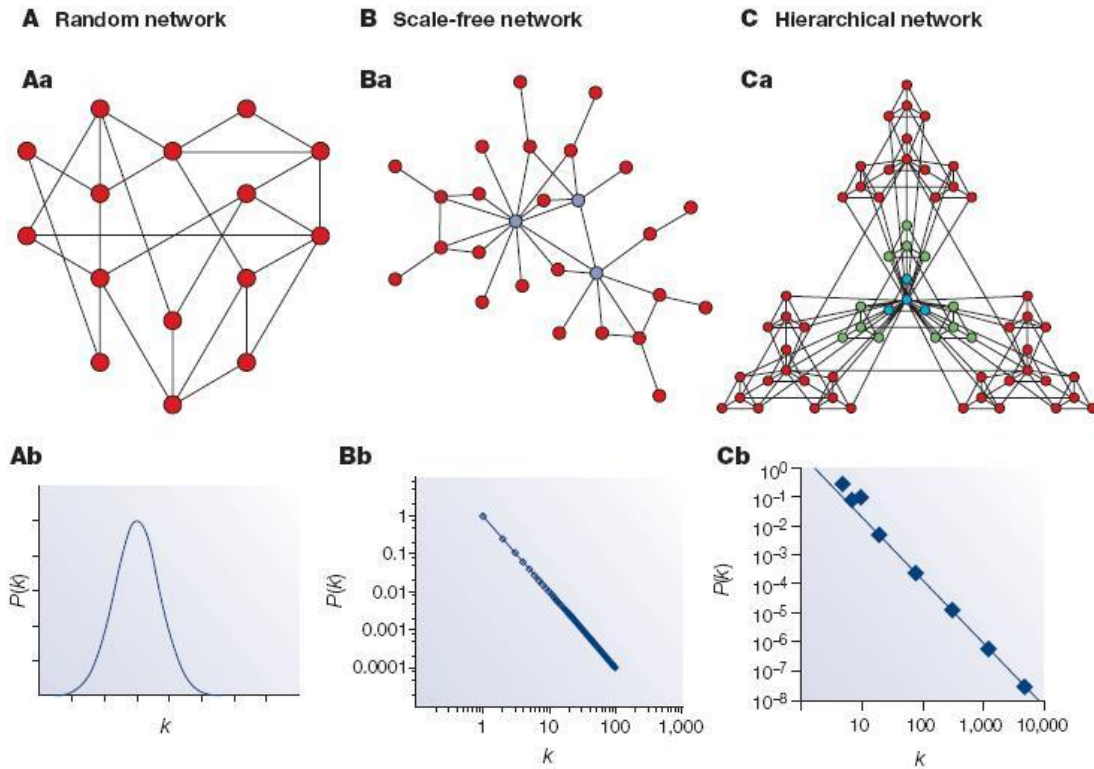 A Random network
B Scale-free network
C Hierarchical network
Aa
Ba
Ca
Ab
P(k)
k
Bb
1
0.1
0.01
0.001
0.0001
P(k)
1 10 100 1,000
k
Cb
10⁰
10⁻¹
10⁻²
10⁻³
10⁻⁴
10⁻⁵
10⁻⁶
10⁻⁷
10⁻⁸
P(k)
10 100 1,000 10,000
k